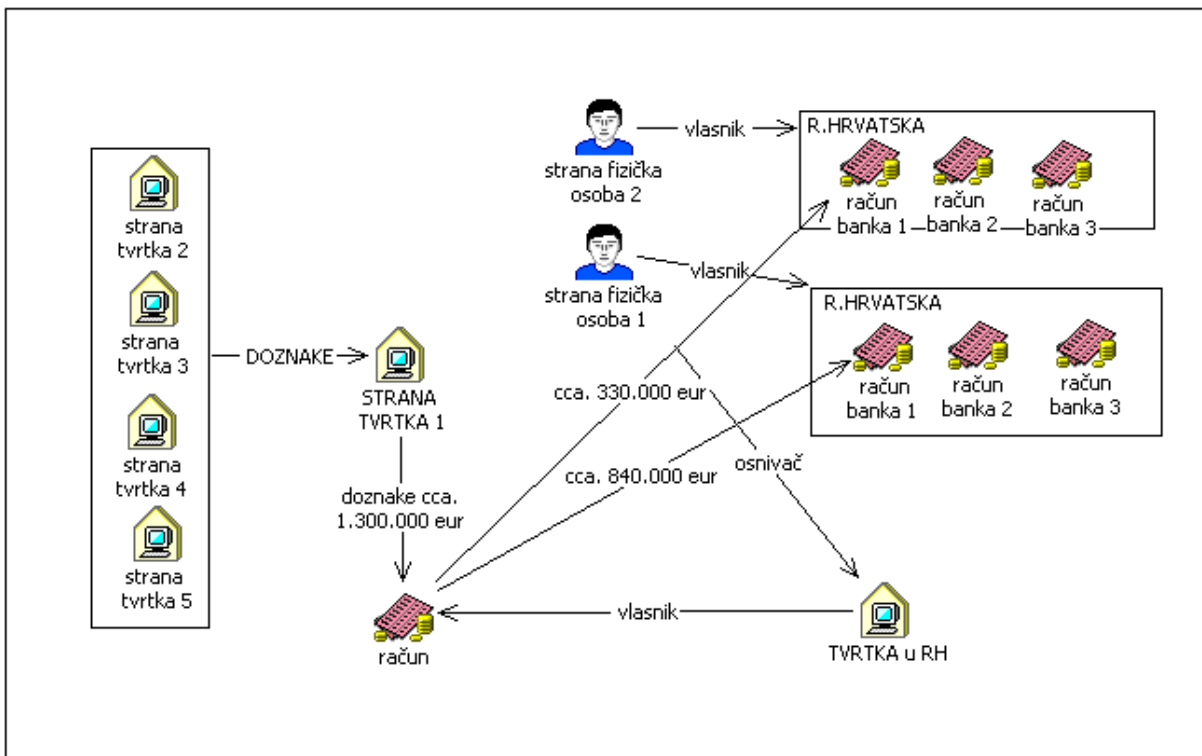 strana
tvrtka 2
strana
tvrtka 3
strana
tvrtka 4
strana
tvrtka 5
DOZNAKE
STRANA
TVRTKA 1
doznake cca.
1.300.000 eur
račun
strana fizička
osoba 2
vlasnik
R.HRVATSKA
račun
banka 1
račun
banka 2
račun
banka 3
strana fizička
osoba 1
vlasnik
R.HRVATSKA
račun
banka 1
račun
banka 2
račun
banka 3
cca. 330.000 eur
cca. 840.000 eur
osnivač
vlasnik
TVRTKA u RH